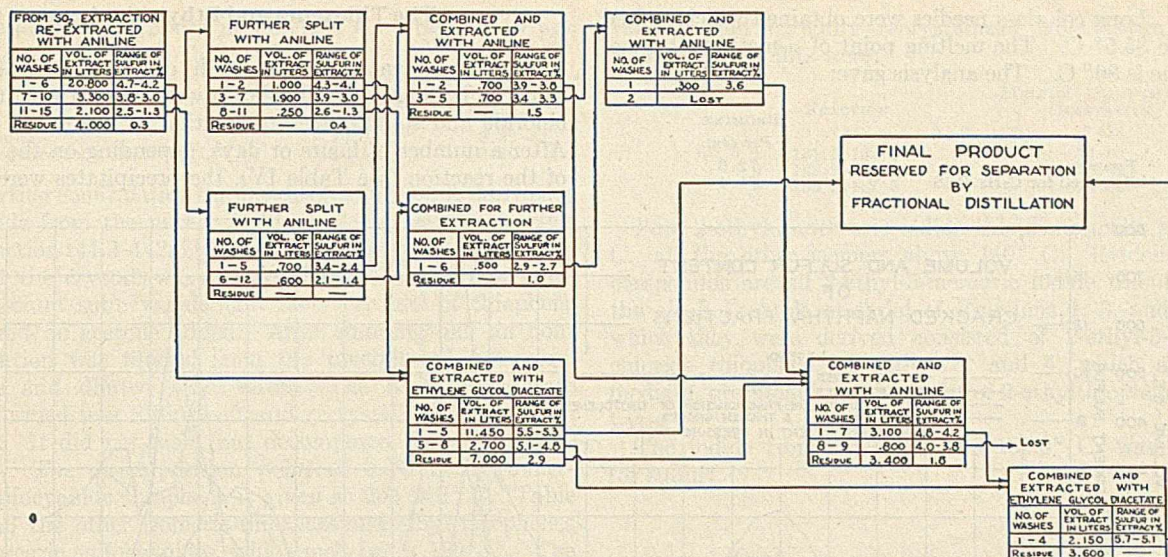 FROM SO2 EXTRACTION
RE-EXTRACTED
WITH ANILINE
NO. OF WASHES VOL. OF EXTRACT IN LITERS RANGE OF SULFUR IN EXTRACT %
1-6 20.800 4.7-4.2
7-10 3.300 3.8-3.0
11-15 2.100 2.5-1.3
RESIDUE 4.000 0.3
FURTHER SPLIT
WITH ANILINE
NO. OF WASHES VOL. OF EXTRACT IN LITERS RANGE OF SULFUR IN EXTRACT %
1-2 1.000 4.3-4.1
3-7 1.900 3.9-3.0
8-11 .250 2.6-1.3
RESIDUE — 0.4
COMBINED AND
EXTRACTED
WITH ANILINE
NO. OF WASHES VOL. OF EXTRACT IN LITERS RANGE OF SULFUR IN EXTRACT %
1-2 .700 3.9-3.8
3-5 .700 3.4-3.3
RESIDUE — 1.5
COMBINED AND
EXTRACTED
WITH ANILINE
NO. OF WASHES VOL. OF EXTRACT IN LITERS RANGE OF SULFUR IN EXTRACT %
1 .300 3.6
2 LOST
FINAL PRODUCT
RESERVED FOR SEPARATION
BY
FRACTIONAL DISTILLATION
FURTHER SPLIT
WITH ANILINE
NO. OF WASHES VOL. OF EXTRACT IN LITERS RANGE OF SULFUR IN EXTRACT %
1-5 .700 3.4-2.4
6-12 .600 2.1-1.4
RESIDUE — —
COMBINED FOR FURTHER
EXTRACTION
NO. OF WASHES VOL. OF EXTRACT IN LITERS RANGE OF SULFUR IN EXTRACT %
1-6 .500 2.9-2.7
RESIDUE — 1.0
COMBINED AND
EXTRACTED WITH
ETHYLENE GLYCOL DIACETATE
NO. OF WASHES VOL. OF EXTRACT IN LITERS RANGE OF SULFUR IN EXTRACT %
1-5 11.450 5.5-5.3
5-8 2.700 5.1-4.8
RESIDUE 7.000 2.9
COMBINED AND
EXTRACTED
WITH ANILINE
NO. OF WASHES VOL. OF EXTRACT IN LITERS RANGE OF SULFUR IN EXTRACT %
1-7 3.100 4.8-4.2
8-9 .800 4.0-3.8
RESIDUE 3.400 1.8
LOST
COMBINED AND
EXTRACTED WITH
ETHYLENE GLYCOL DIACETATE
NO. OF WASHES VOL. OF EXTRACT IN LITERS RANGE OF SULFUR IN EXTRACT %
1-4 2.150 5.7-5.1
RESIDUE 3.600 —